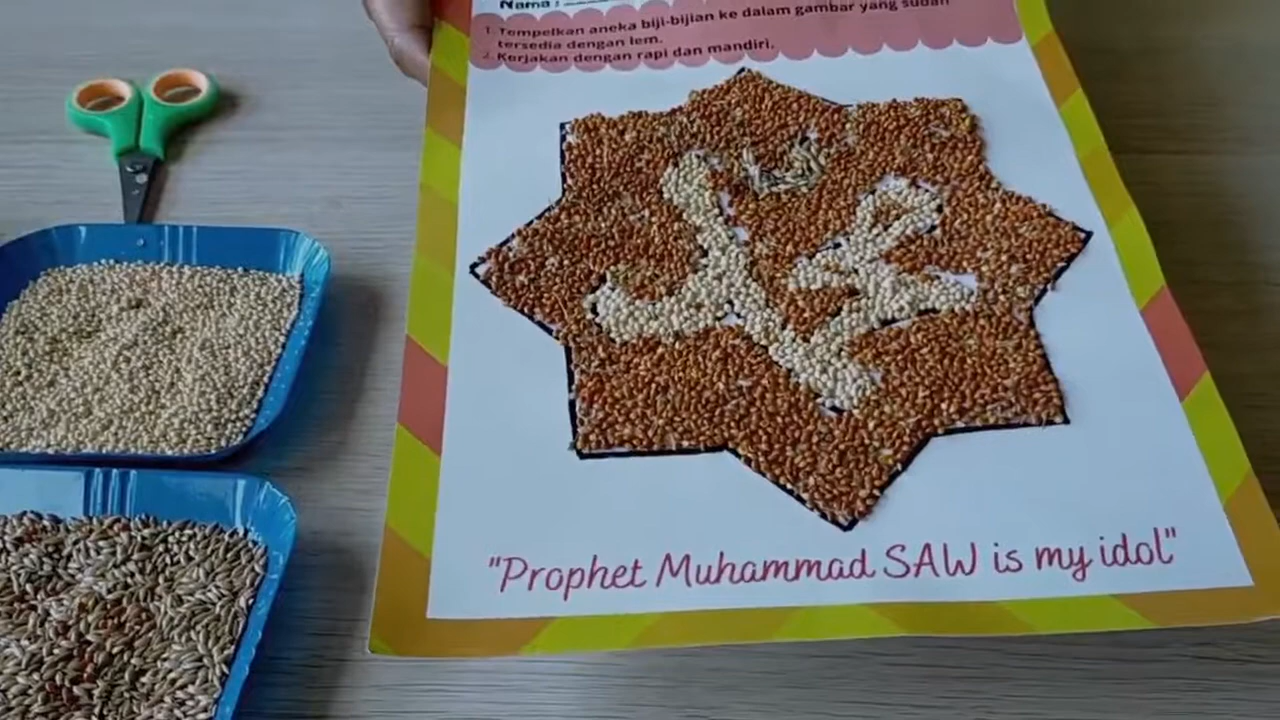 Nama :
1. Tempelkan aneka biji-bijian ke dalam gambar yang sudah
tersedia dengan lem.
2. Kerjakan dengan rapi dan mandiri.
محمد
"Prophet Muhammad SAW is my idol"